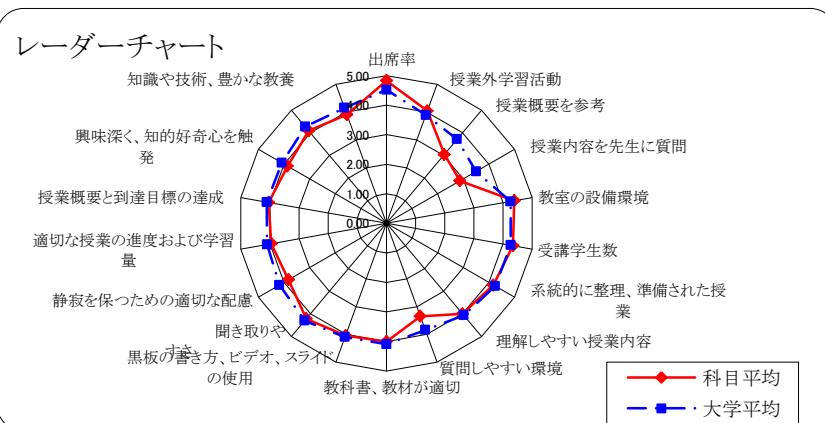 レーダーチャート
出席率
授業外学習活動
授業概要を参考
授業内容を先生に質問
教室の設備環境
受講学生数
系統的に整理、準備された授
業
理解しやすい授業内容
質問しやすい環境
教科書、教材が適切
黒板の書き方、ビデオ、スライド
の使用
聞き取りや
すさ
静寂を保つための適切な配慮
適切な授業の進度および学習
量
授業概要と到達目標の達成
興味深く、知的好奇心を触
発
知識や技術、豊かな教養
5.00
4.00
3.00
2.00
1.00
0.00
科目平均
大学平均